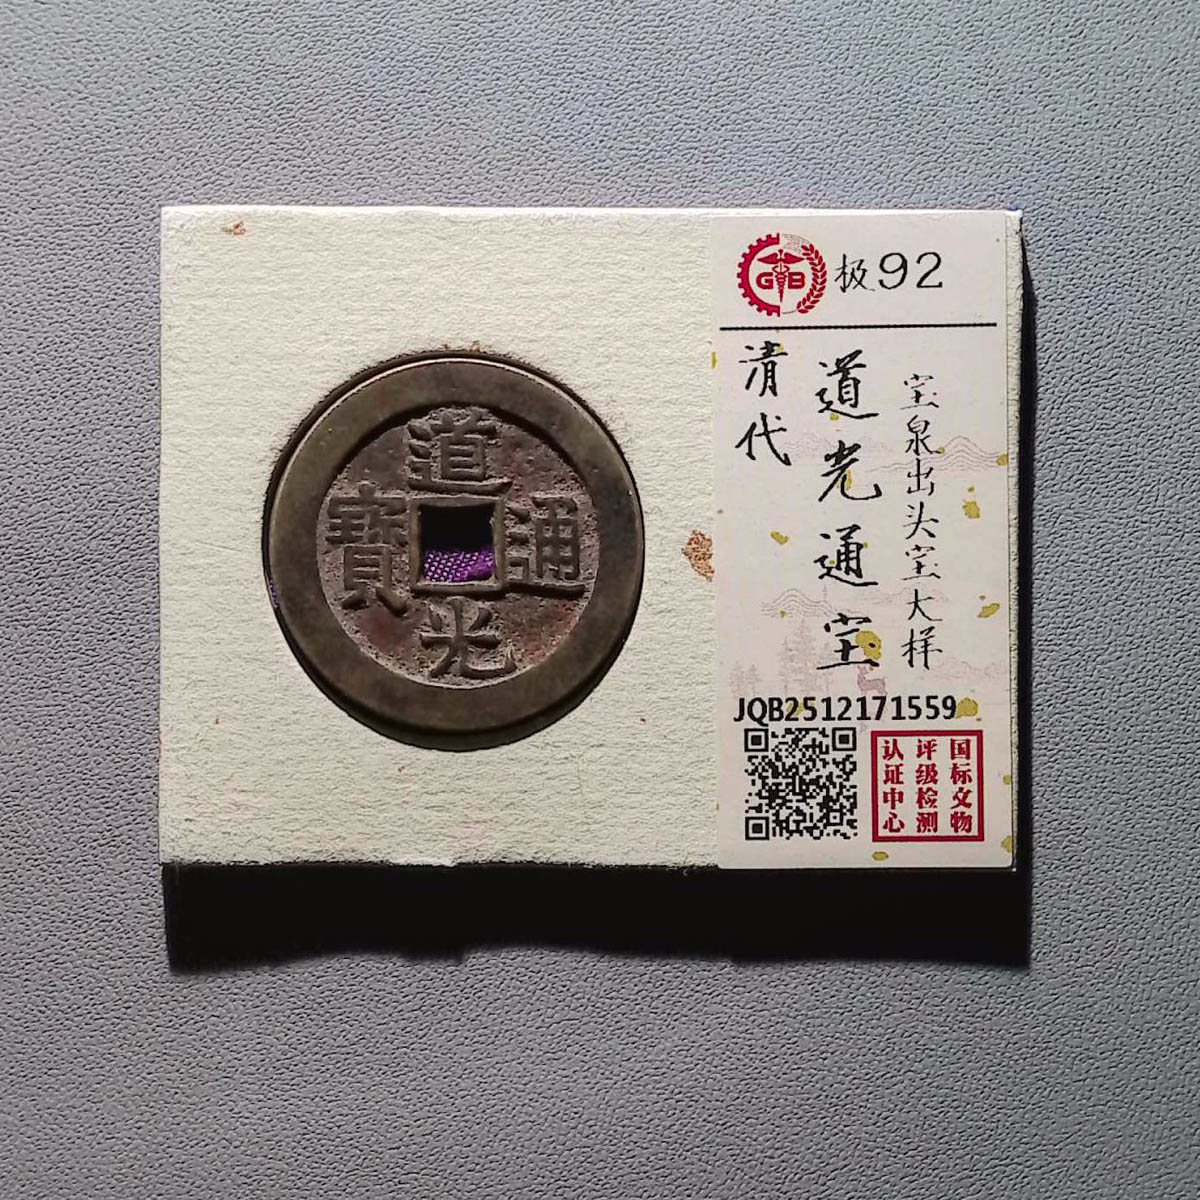 GB
极92
清代
道光通宝
宝泉出头宝大样
JQB2512171559
国标文物
评级检测
认证中心
道光通寶